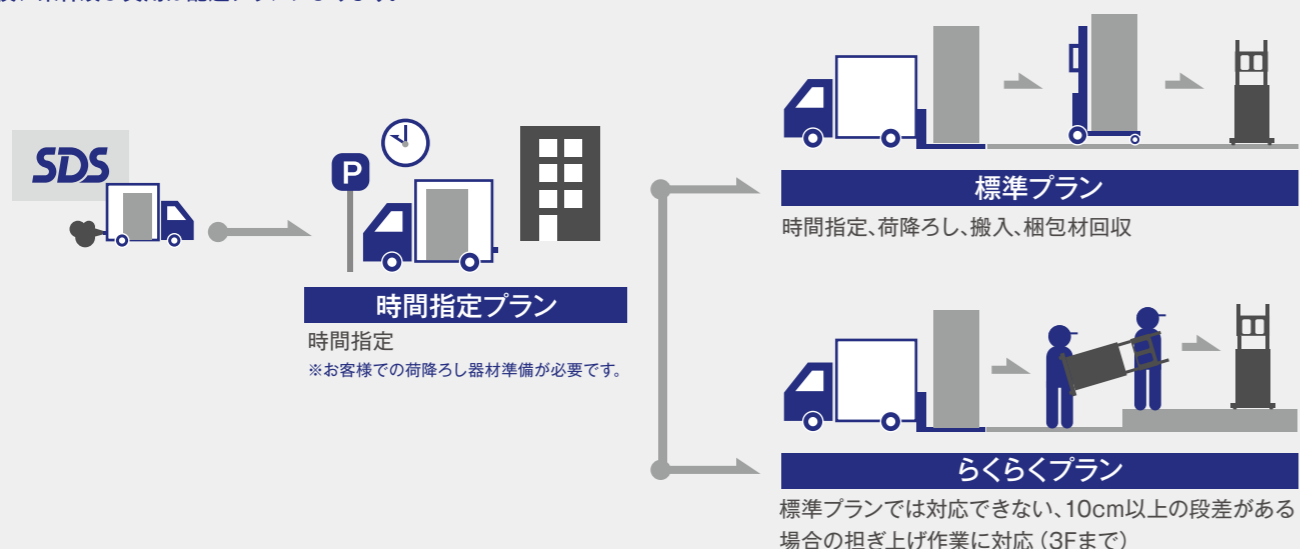 SDS
P
時間指定プラン
時間指定
※お客様での荷降ろし器材準備が必要です。
標準プラン
時間指定、荷降ろし、搬入、梱包材回収
らくらくプラン
標準プランでは対応できない、10cm以上の段差がある
場合の担ぎ上げ作業に対応（3Fまで）